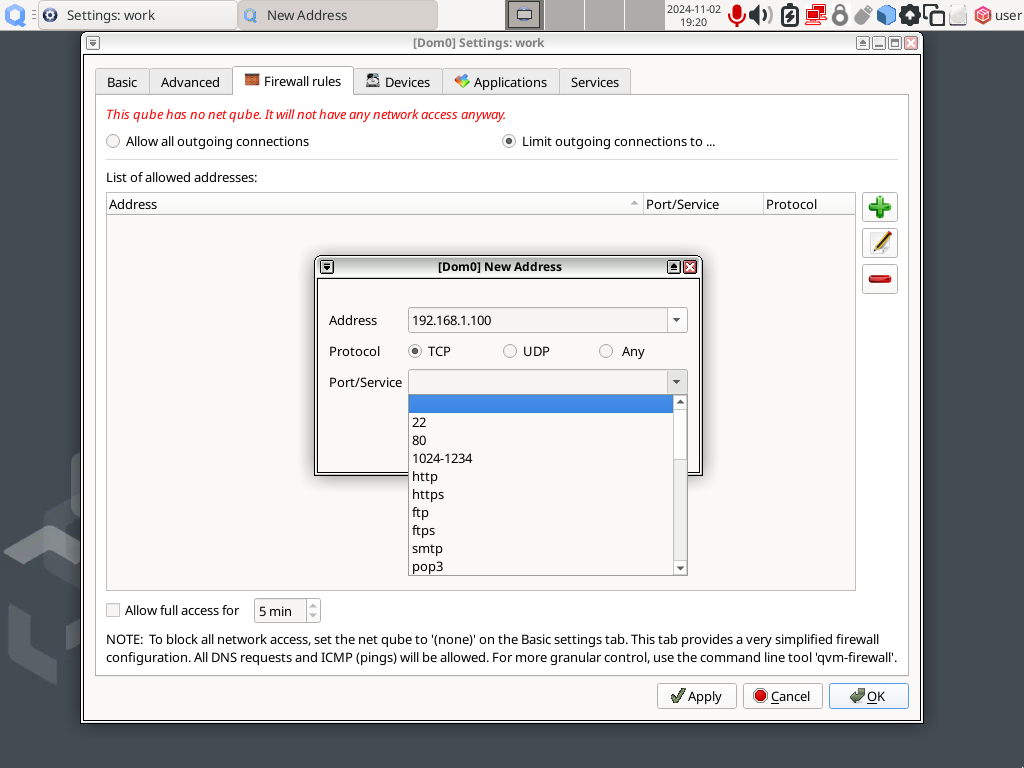 Settings: work
New Address
2024-11-02
19:20
user
[Dom0] Settings: work
Basic
Advanced
Firewall rules
Devices
Applications
Services
This qube has no net qube. It will not have any network access anyway.
Allow all outgoing connections
Limit outgoing connections to ...
List of allowed addresses:
Address
Port/Service
Protocol
[Dom0] New Address
Address
192.168.1.100
Protocol
TCP
UDP
Any
Port/Service
22
80
1024-1234
http
https
ftp
ftps
smtp
pop3
Allow full access for
5 min
NOTE: To block all network access, set the net qube to '(none)' on the Basic settings tab. This tab provides a very simplified firewall
configuration. All DNS requests and ICMP (pings) will be allowed. For more granular control, use the command line tool 'qvm-firewall'.
Apply
Cancel
OK